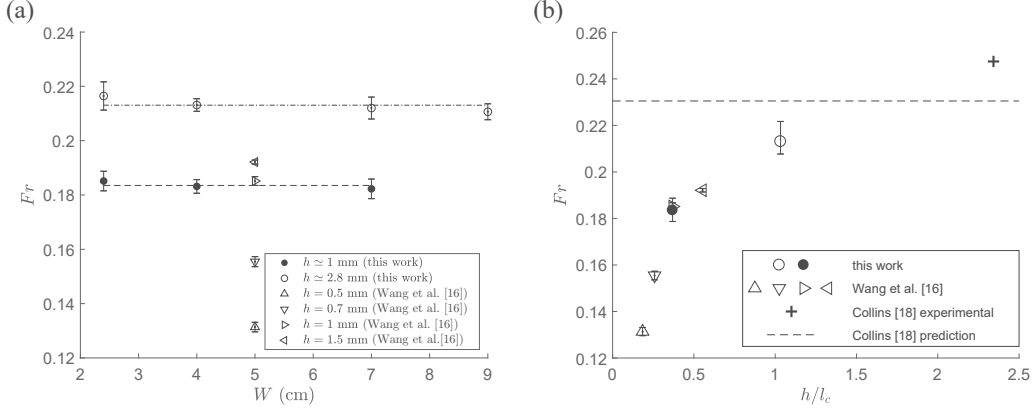 (a)
0.24
0.22
0.2
0.18
0.16
0.14
0.12
Fr
2
3
4
5
6
7
8
9
W (cm)
h ≃ 1 mm (this work)
h ≃ 2.8 mm (this work)
h = 0.5 mm (Wang et al. [16])
h = 0.7 mm (Wang et al. [16])
h = 1 mm (Wang et al. [16])
h = 1.5 mm (Wang et al.[16])
(b)
0.28
0.26
0.24
0.22
0.2
0.18
0.16
0.14
0.12
Fr
0
0.5
1
1.5
2
2.5
h/l_c
this work
Wang et al. [16]
Collins [18] experimental
Collins [18] prediction